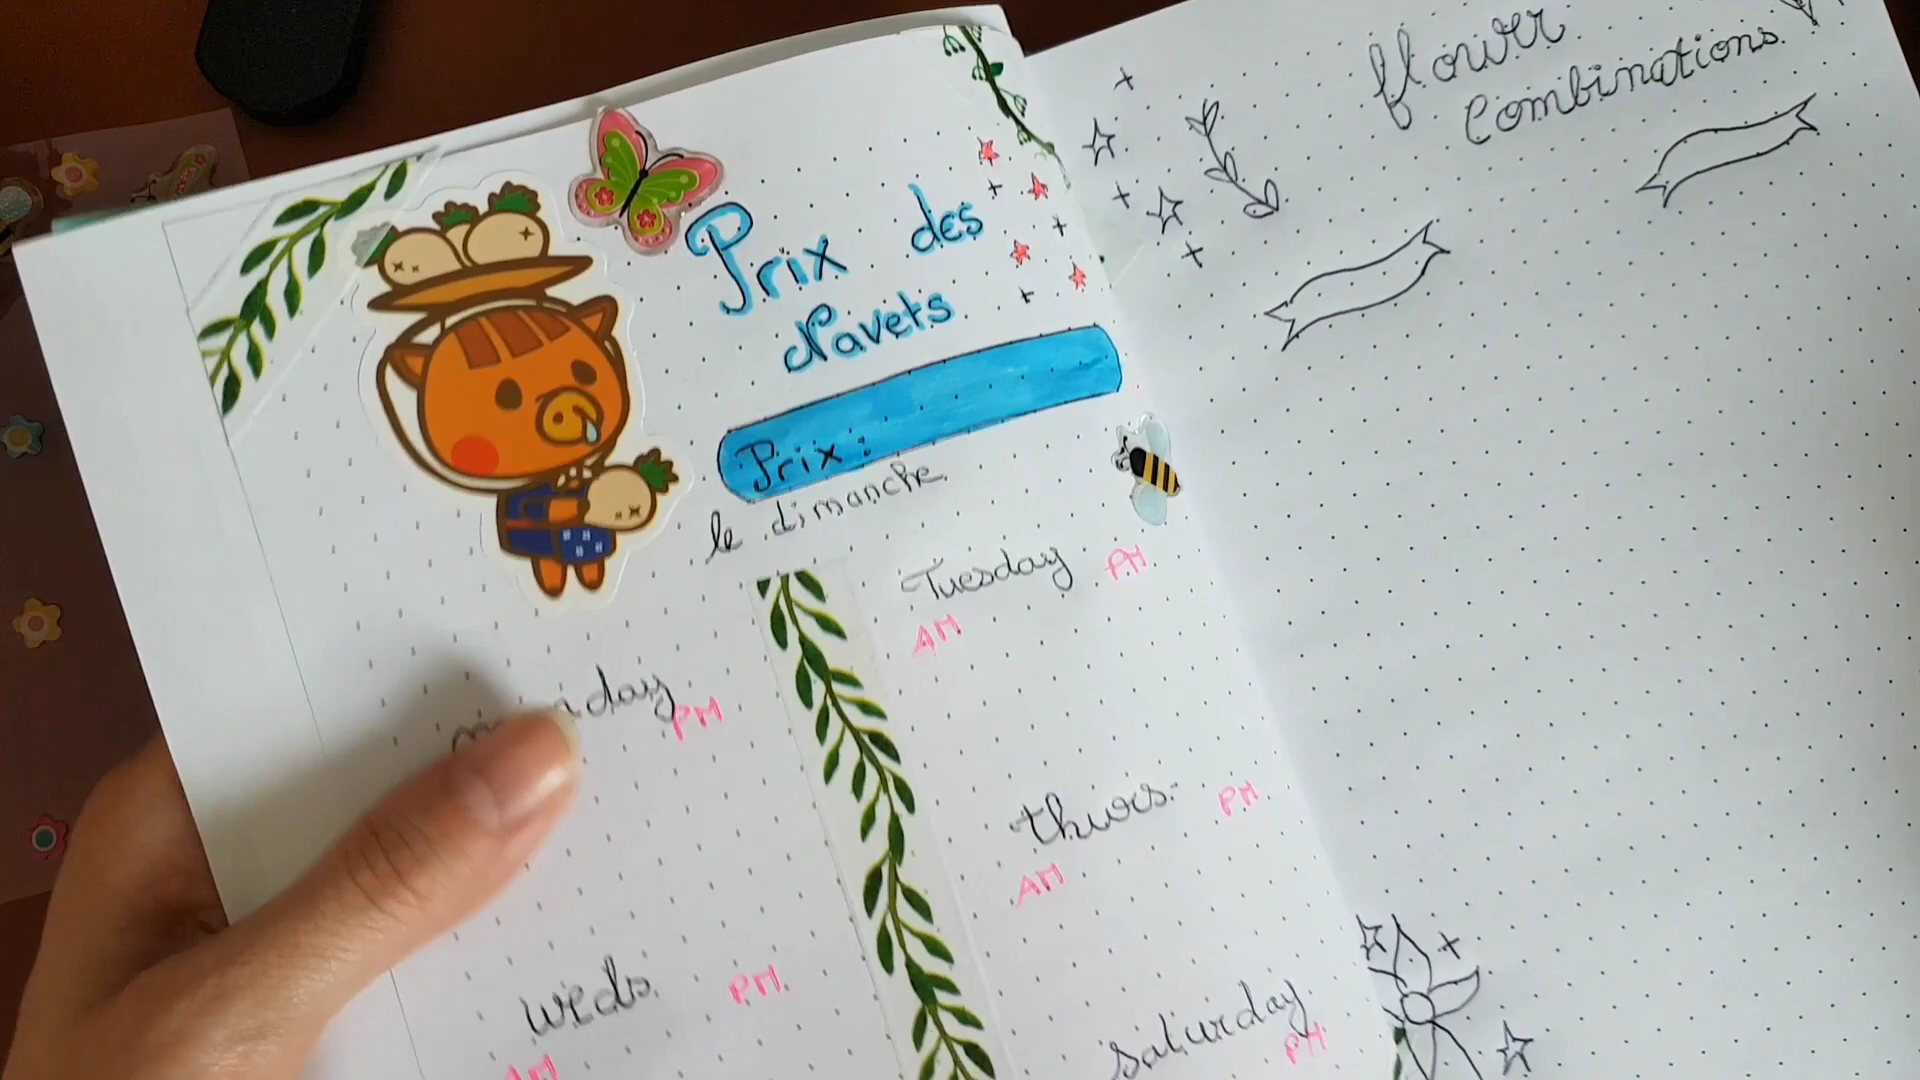 Prix des
Navets
Prix :
le dimanche
Tuesday PM
AM
PM
thurs. PM
AM
weds. PM
AM
saturday
PM
flower
Combinations